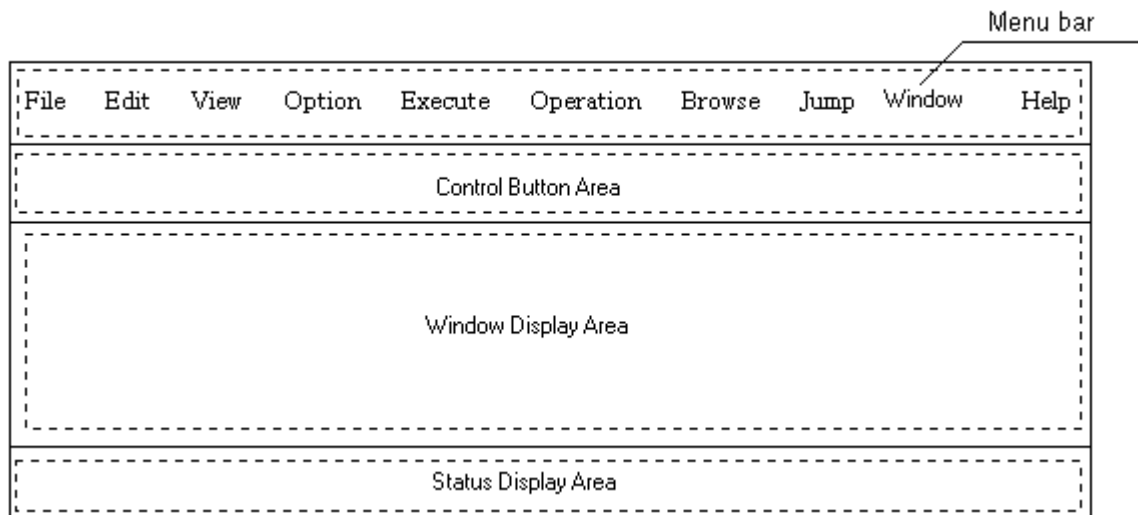 Menu bar
File Edit View Option Execute Operation Browse Jump Window Help
Control Button Area
Window Display Area
Status Display Area